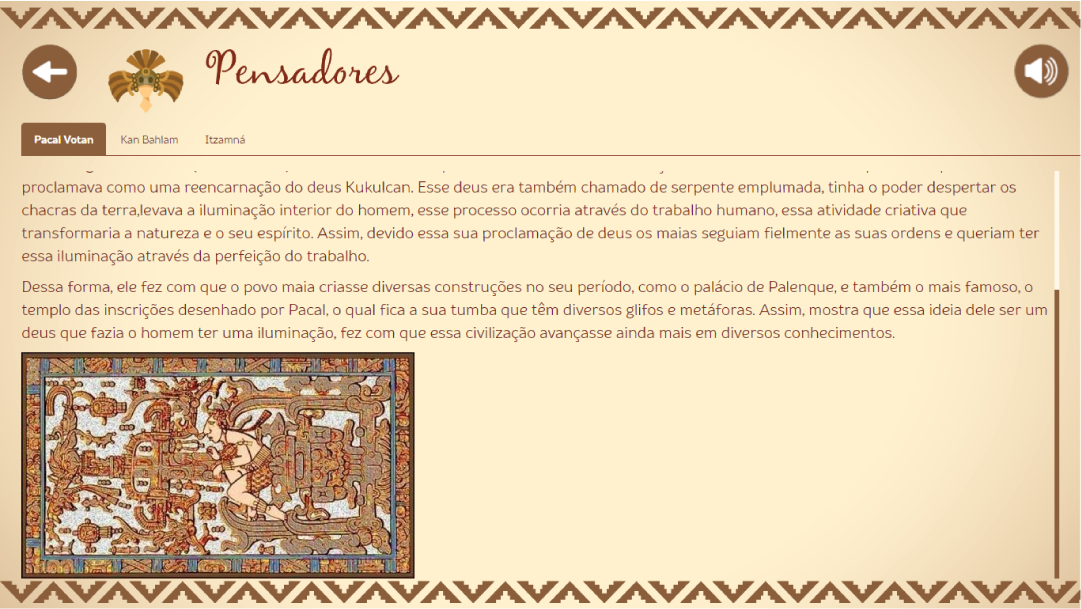 Pensadores
Pacal Votan
Kan Bahlam
Itzamná
proclamava como uma reencarnação do deus Kukulcan. Esse deus era também chamado de serpente emplumada, tinha o poder despertar os
chacras da terra,levava a iluminação interior do homem, esse processo ocorria através do trabalho humano, essa atividade criativa que
transformaria a natureza e o seu espírito. Assim, devido essa sua proclamação de deus os maias seguiam fielmente as suas ordens e queriam ter
essa iluminação através da perfeição do trabalho.
Dessa forma, ele fez com que o povo maia criasse diversas construções no seu período, como o palácio de Palenque, e também o mais famoso, o
templo das inscrições desenhado por Pacal, o qual fica a sua tumba que têm diversos glifos e metáforas. Assim, mostra que essa ideia dele ser um
deus que fazia o homem ter uma iluminação, fez com que essa civilização avançasse ainda mais em diversos conhecimentos.